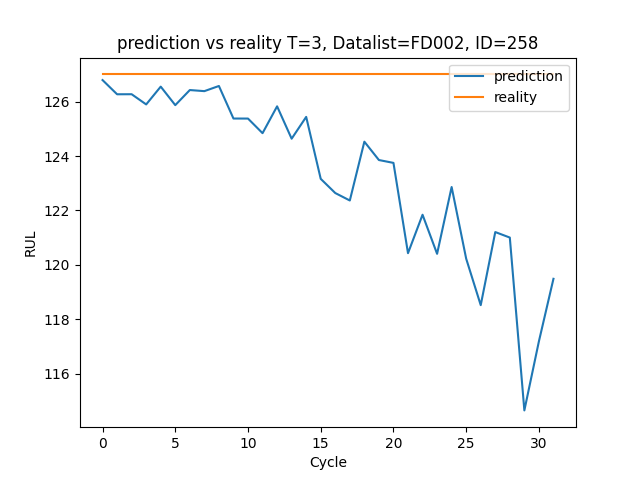 prediction vs reality T=3, Datalist=FD002, ID=258
prediction
reality
126
124
122
120
118
116
RUL
0 5 10 15 20 25 30
Cycle